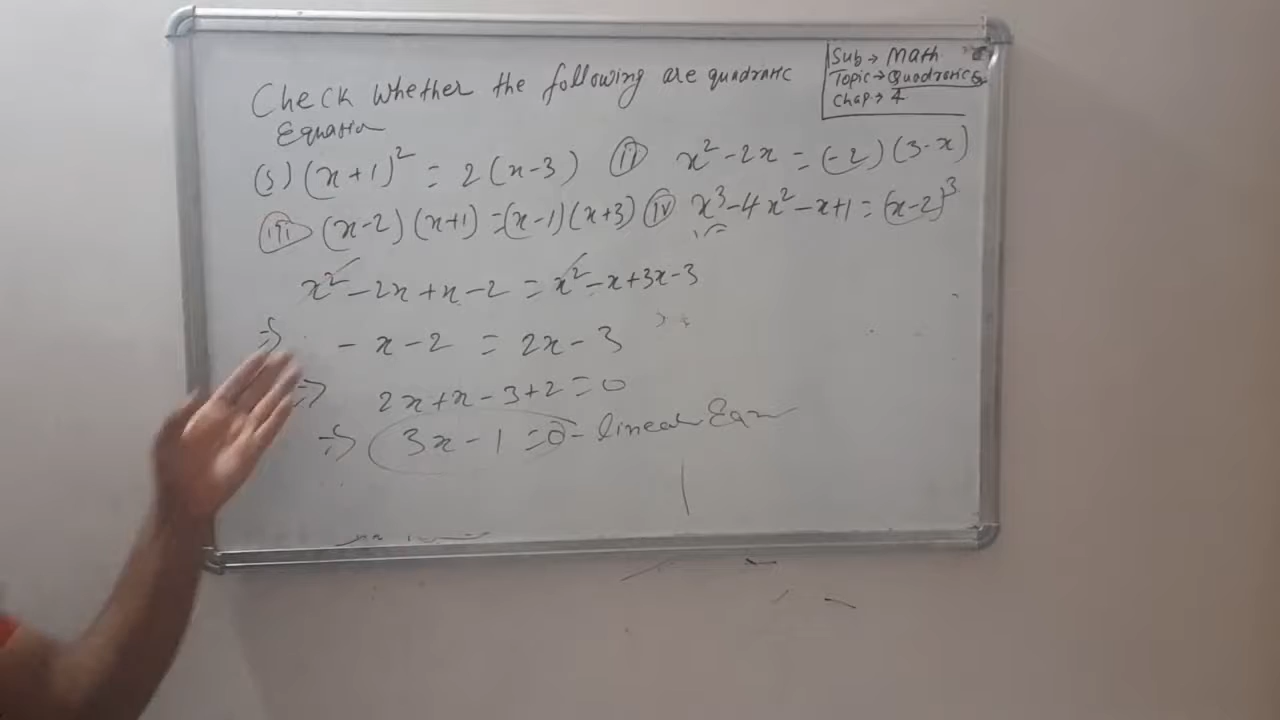 Sub → Math
Topic → Quadratic Eq
Chap → 4
Check whether the following are quadratic
Equation
(i) (x+1)² = 2(x-3) (ii) x² - 2x = (-2)(3-x)
(iii) (x-2)(x+1) = (x-1)(x+3) (iv) x³ - 4x² - x + 1 = (x-2)³
x² - 2x + x - 2 = x² - x + 3x - 3
⇒ - x - 2 = 2x - 3
⇒ 2x + x - 3 + 2 = 0
⇒ 3x - 1 = 0 - linear Eqn